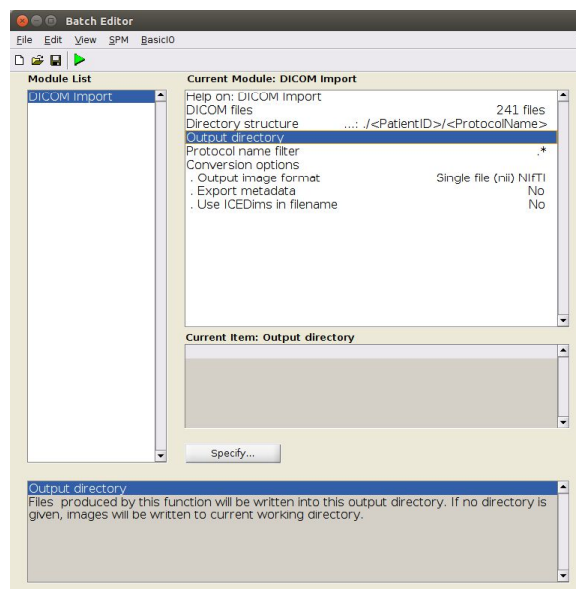 Batch Editor
File Edit View SPM BasicIO
Module List
Current Module: DICOM Import
DICOM Import
Help on: DICOM Import
DICOM files 241 files
Directory structure ...: ./<PatientID>/<ProtocolName>
Output directory
Protocol name filter .*
Conversion options
. Output image format Single file (nii) NIfTI
. Export metadata No
. Use ICEDims in filename No
Current Item: Output directory
Specify...
Output directory
Files produced by this function will be written into this output directory. If no directory is
given, images will be written to current working directory.